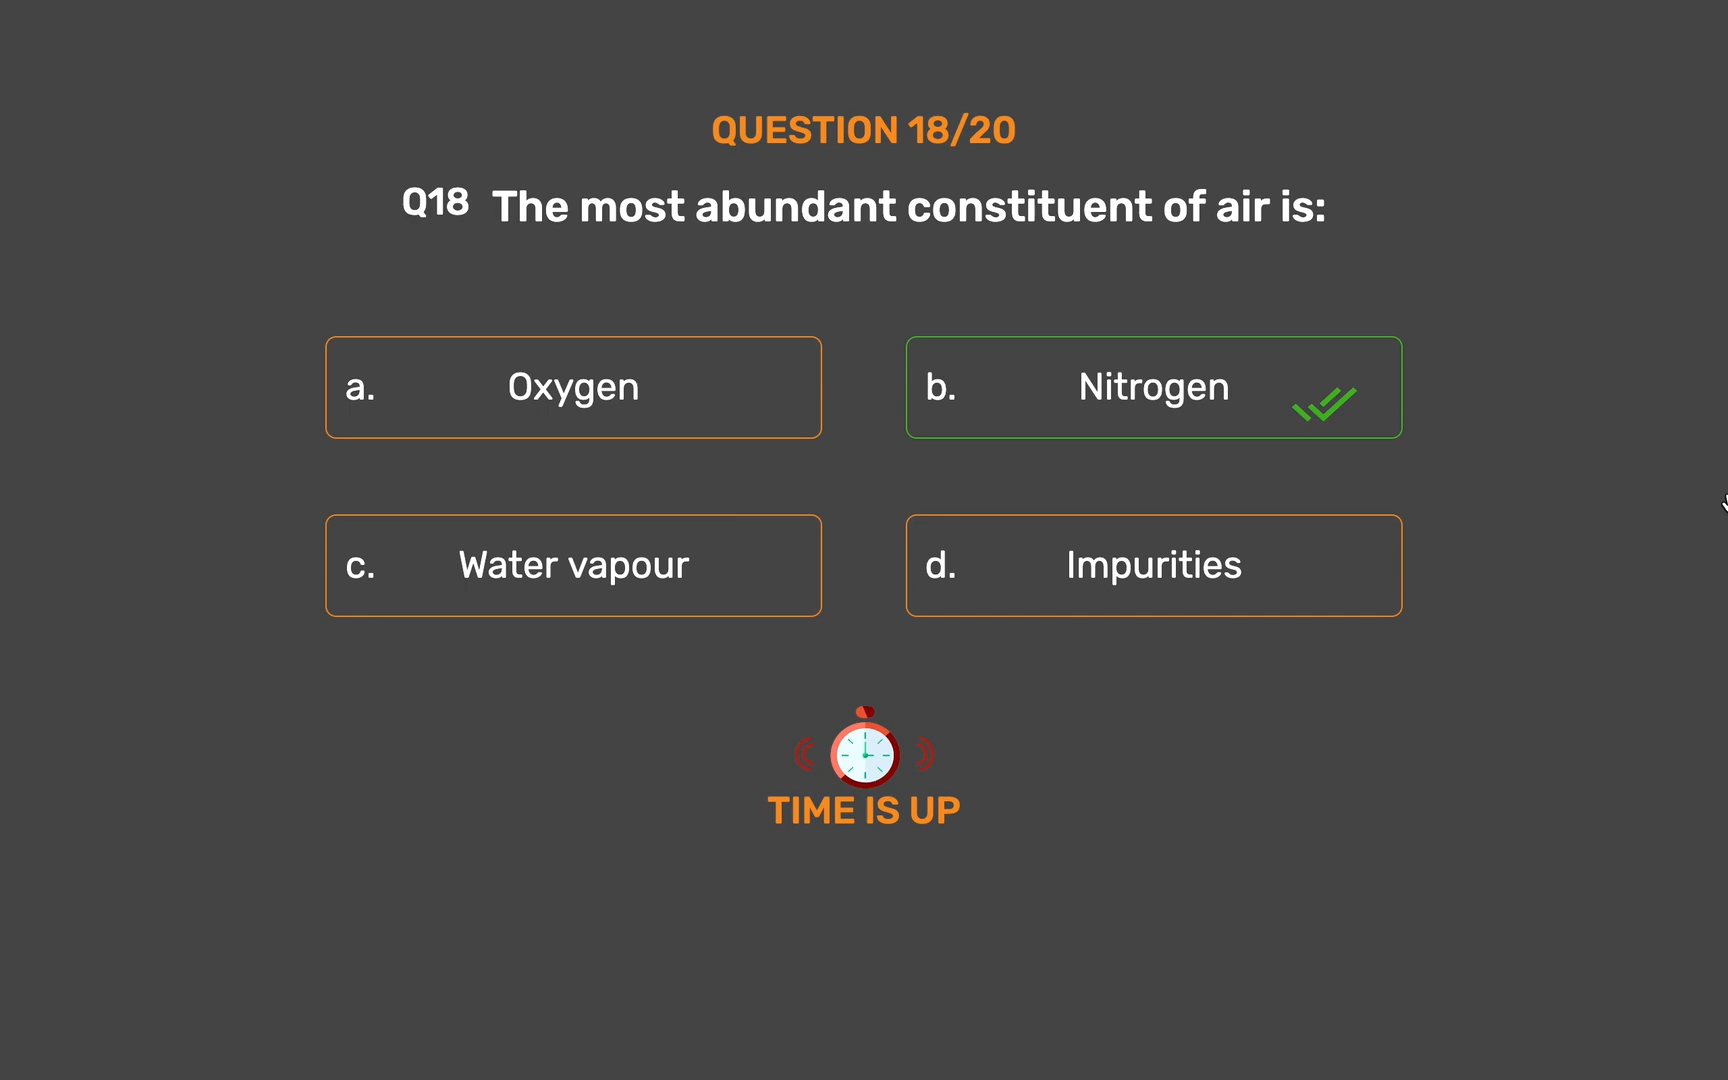 QUESTION 18/20
Q18 The most abundant constituent of air is:
a. Oxygen
b. Nitrogen
c. Water vapour
d. Impurities
TIME IS UP